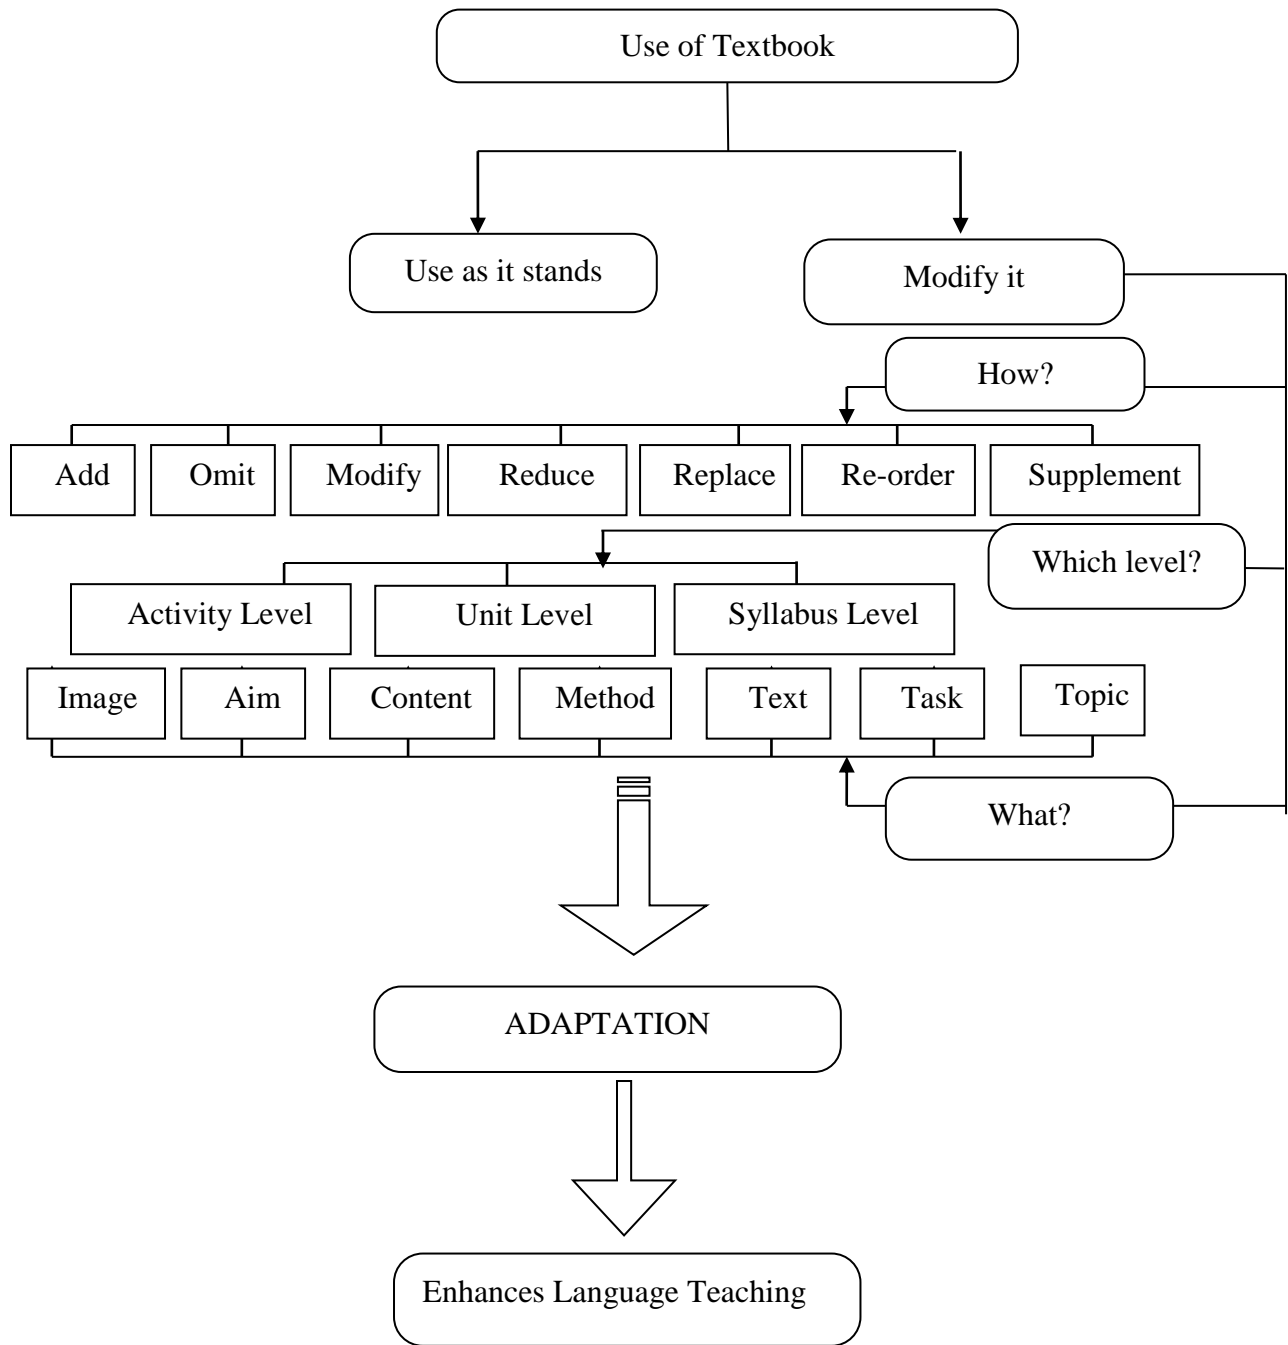 Use of Textbook
Use as it stands
Modify it
How?
Add
Omit
Modify
Reduce
Replace
Re-order
Supplement
Which level?
Activity Level
Unit Level
Syllabus Level
Image
Aim
Content
Method
Text
Task
Topic
What?
ADAPTATION
Enhances Language Teaching